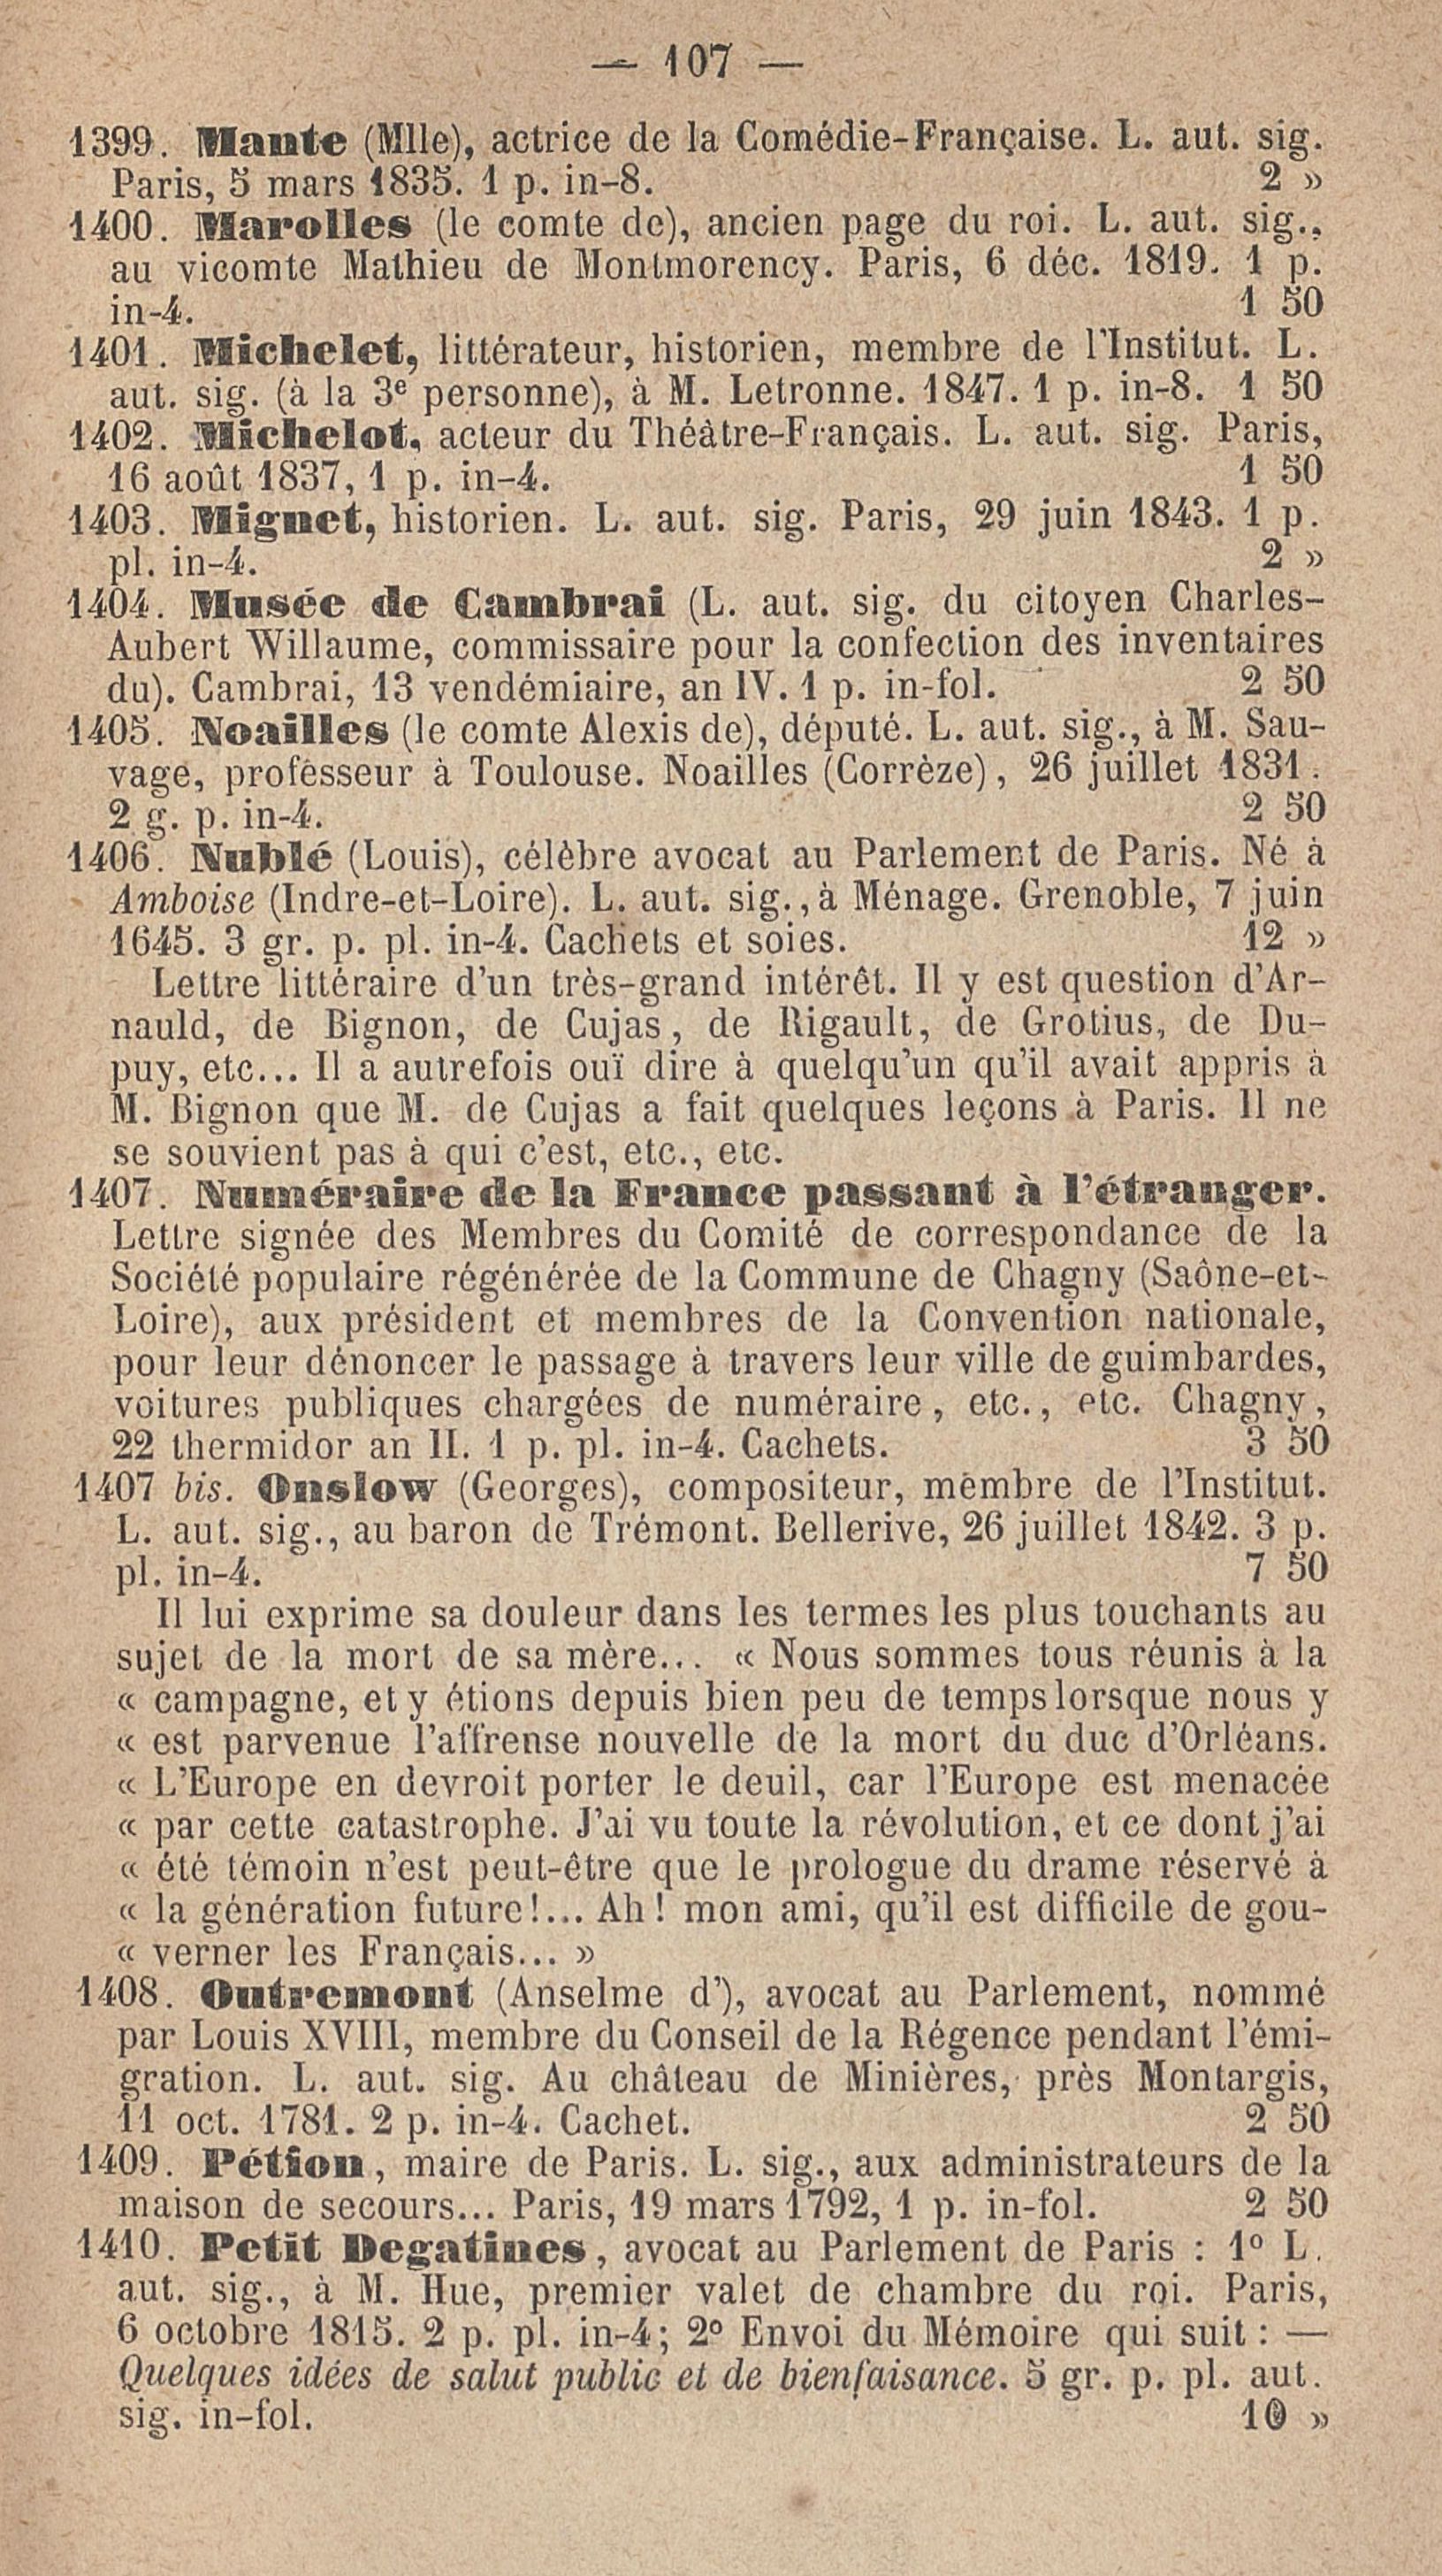 — 107 —
1399. Mante (Mlle), actrice de la Comédie-Française. L. aut. sig.
Paris, 5 mars 1835. 1 p. in-8. 2 »
1400. Marolles (le comte de), ancien page du roi. L. aut. sig.,
au vicomte Mathieu de Montmorency. Paris, 6 déc. 1819. 1 p.
in-4. 1 50
1401. Michelet, littérateur, historien, membre de l'Institut. L.
aut. sig. (à la 3e personne), à M. Letronne. 1847. 1 p. in-8. 1 50
1402. Michelot, acteur du Théâtre-Français. L. aut. sig. Paris,
16 août 1837, 1 p. in-4. 1 50
1403. Mignet, historien. L. aut. sig. Paris, 29 juin 1843. 1 p.
pl. in-4. 2 »
1404. Musée de Cambrai (L. aut. sig. du citoyen Charles-
Aubert Willaume, commissaire pour la confection des inventaires
du). Cambrai, 13 vendémiaire, an IV. 1 p. in-fol. 2 50
1405. Noailles (le comte Alexis de), député. L. aut. sig., à M. Sau-
vage, professeur à Toulouse. Noailles (Corrèze), 26 juillet 1831.
2 g. p. in-4. 2 50
1406. Nublé (Louis), célèbre avocat au Parlement de Paris. Né à
Amboise (Indre-et-Loire). L. aut. sig., à Ménage. Grenoble, 7 juin
1645. 3 gr. p. pl. in-4. Cachets et soies. 12 »
Lettre littéraire d'un très-grand intérêt. Il y est question d'Ar-
nauld, de Bignon, de Cujas, de Rigault, de Grotius, de Du-
puy, etc... Il a autrefois ouï dire à quelqu'un qu'il avait appris à
M. Bignon que M. de Cujas a fait quelques leçons à Paris. Il ne
se souvient pas à qui c'est, etc., etc.
1407. Numéraire de la France passant à l'étranger.
Lettre signée des Membres du Comité de correspondance de la
Société populaire régénérée de la Commune de Chagny (Saône-et-
Loire), aux président et membres de la Convention nationale,
pour leur dénoncer le passage à travers leur ville de guimbardes,
voitures publiques chargées de numéraire, etc., etc. Chagny,
22 thermidor an II. 1 p. pl. in-4. Cachets. 3 50
1407 bis. Onslow (Georges), compositeur, membre de l'Institut.
L. aut. sig., au baron de Trémont. Bellerive, 26 juillet 1842. 3 p.
pl. in-4. 7 50
Il lui exprime sa douleur dans les termes les plus touchants au
sujet de la mort de sa mère... « Nous sommes tous réunis à la
« campagne, et y étions depuis bien peu de temps lorsque nous y
« est parvenue l'affrense nouvelle de la mort du duc d'Orléans.
« L'Europe en devroit porter le deuil, car l'Europe est menacée
« par cette catastrophe. J'ai vu toute la révolution, et ce dont j'ai
« été témoin n'est peut-être que le prologue du drame réservé à
« la génération future!... Ah! mon ami, qu'il est difficile de gou-
« verner les Français... »
1408. Outremont (Anselme d'), avocat au Parlement, nommé
par Louis XVIII, membre du Conseil de la Régence pendant l'émi-
gration. L. aut. sig. Au château de Minières, près Montargis,
11 oct. 1781. 2 p. in-4. Cachet. 2 50
1409. Pétion, maire de Paris. L. sig., aux administrateurs de la
maison de secours... Paris, 19 mars 1792, 1 p. in-fol. 2 50
1410. Petit Degatines, avocat au Parlement de Paris : 1o L.
aut. sig., à M. Hue, premier valet de chambre du roi. Paris,
6 octobre 1815. 2 p. pl. in-4; 2o Envoi du Mémoire qui suit : —
Quelques idées de salut public et de bienfaisance. 5 gr. p. pl. aut.
sig. in-fol. 10 »